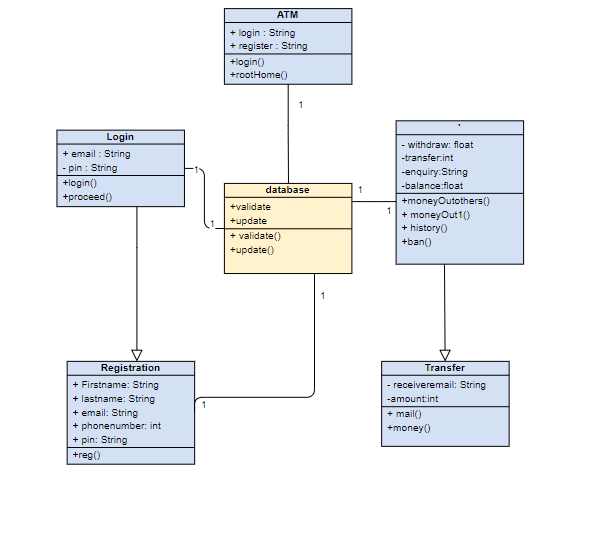 ATM
+ login : String
+ register : String
+login()
+rootHome()
1
Login
+ email : String
- pin : String
+login()
+proceed()
1
1
database
+validate
+update
+ validate()
+update()
1
1
`
- withdraw: float
-transfer:int
-enquiry:String
-balance:float
+moneyOutothers()
+ moneyOut1()
+ history()
+ban()
1
1
Registration
+ Firstname: String
+ lastname: String
+ email: String
+ phonenumber: int
+ pin: String
+reg()
Transfer
- receiveremail: String
-amount:int
+ mail()
+money()